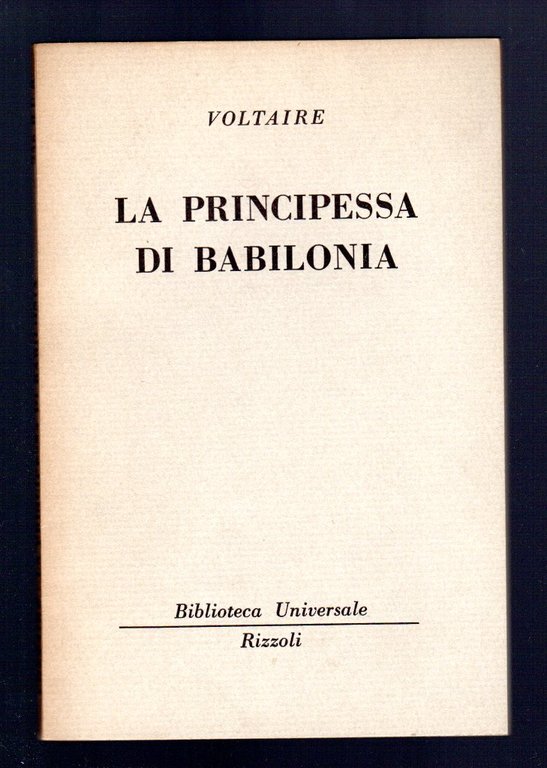 VOLTAIRE
LA PRINCIPESSA
DI BABILONIA
Biblioteca Universale
Rizzoli